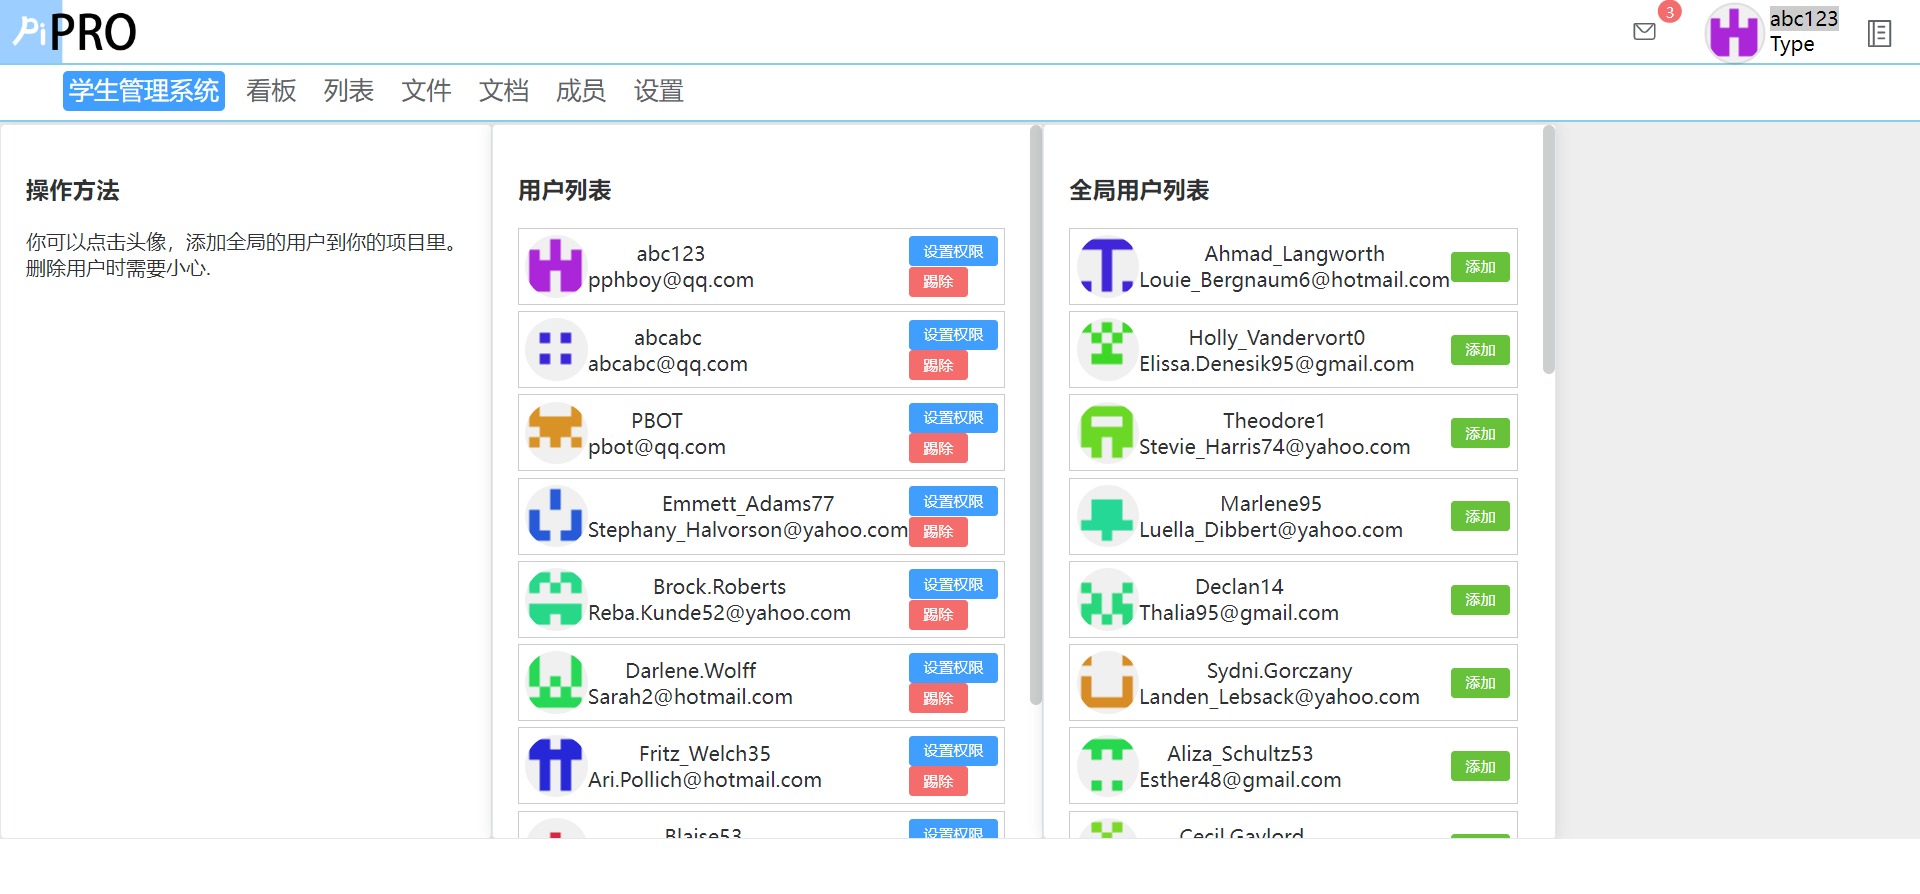 Pi PRO
3
abc123
Type
学生管理系统 看板 列表 文件 文档 成员 设置
操作方法
你可以点击头像，添加全局的用户到你的项目里。
删除用户时需要小心.
用户列表
abc123
pphboy@qq.com
设置权限
踢除
abcabc
abcabc@qq.com
设置权限
踢除
PBOT
pbot@qq.com
设置权限
踢除
Emmett_Adams77
Stephany_Halvorson@yahoo.com
设置权限
踢除
Brock.Roberts
Reba.Kunde52@yahoo.com
设置权限
踢除
Darlene.Wolff
Sarah2@hotmail.com
设置权限
踢除
Fritz_Welch35
Ari.Pollich@hotmail.com
设置权限
踢除
Blaise53
设置权限
全局用户列表
Ahmad_Langworth
Louie_Bergnaum6@hotmail.com
添加
Holly_Vandervort0
Elissa.Denesik95@gmail.com
添加
Theodore1
Stevie_Harris74@yahoo.com
添加
Marlene95
Luella_Dibbert@yahoo.com
添加
Declan14
Thalia95@gmail.com
添加
Sydni.Gorczany
Landen_Lebsack@yahoo.com
添加
Aliza_Schultz53
Esther48@gmail.com
添加
Cecil.Gaylord